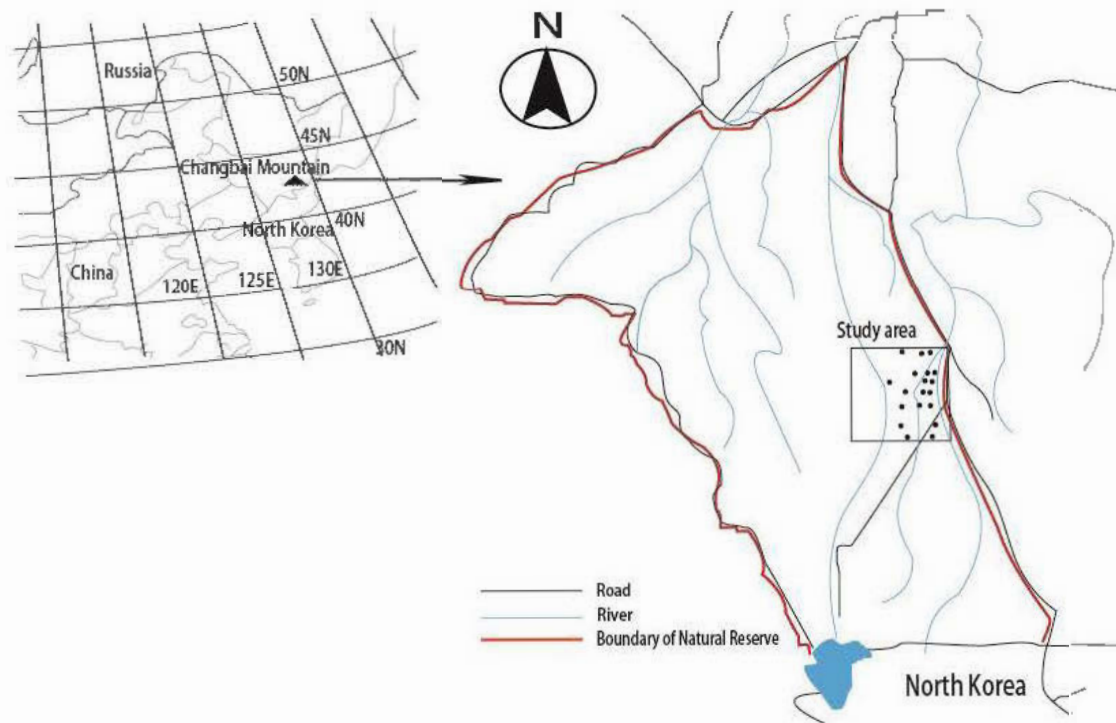 N
Russia
50N
45N
Changbai Mountain
40N
North Korea
China
120E
125E
130E
30N
Study area
Road
River
Boundary of Natural Reserve
North Korea